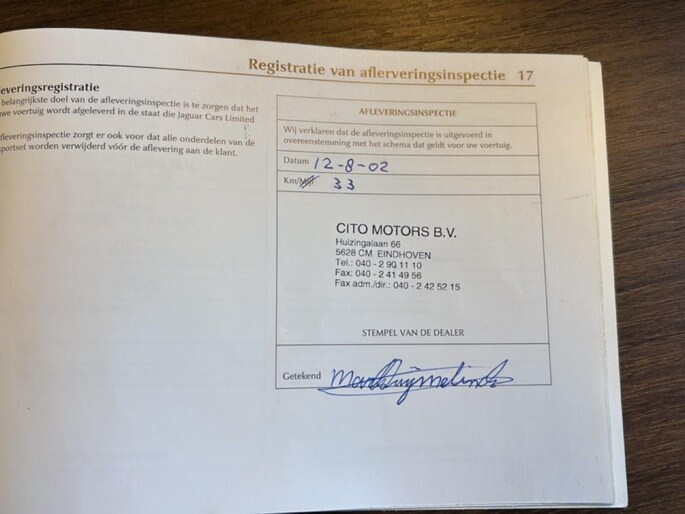 Registratie van aflerveringsinspectie 17
everingsregistratie
belangrijkste doel van de afleveringsinspectie is te zorgen dat het
we voertuig wordt afgeleverd in de staat die Jaguar Cars Limited
fleveringsinspectie zorgt er ook voor dat alle onderdelen van de
portset worden verwijderd vóór de aflevering aan de klant.
AFLEVERINGSINSPECTIE
Wij verklaren dat de afleveringsinspectie is uitgevoerd in
overeenstemming met het schema dat geldt voor uw voertuig.
Datum 12-8-02
Km/ 33
CITO MOTORS B.V.
Huizingalaan 66
5628 CM EINDHOVEN
Tel.: 040 - 2 90 11 10
Fax: 040 - 2 41 49 56
Fax adm./dir.: 040 - 2 42 52 15
STEMPEL VAN DE DEALER
Getekend